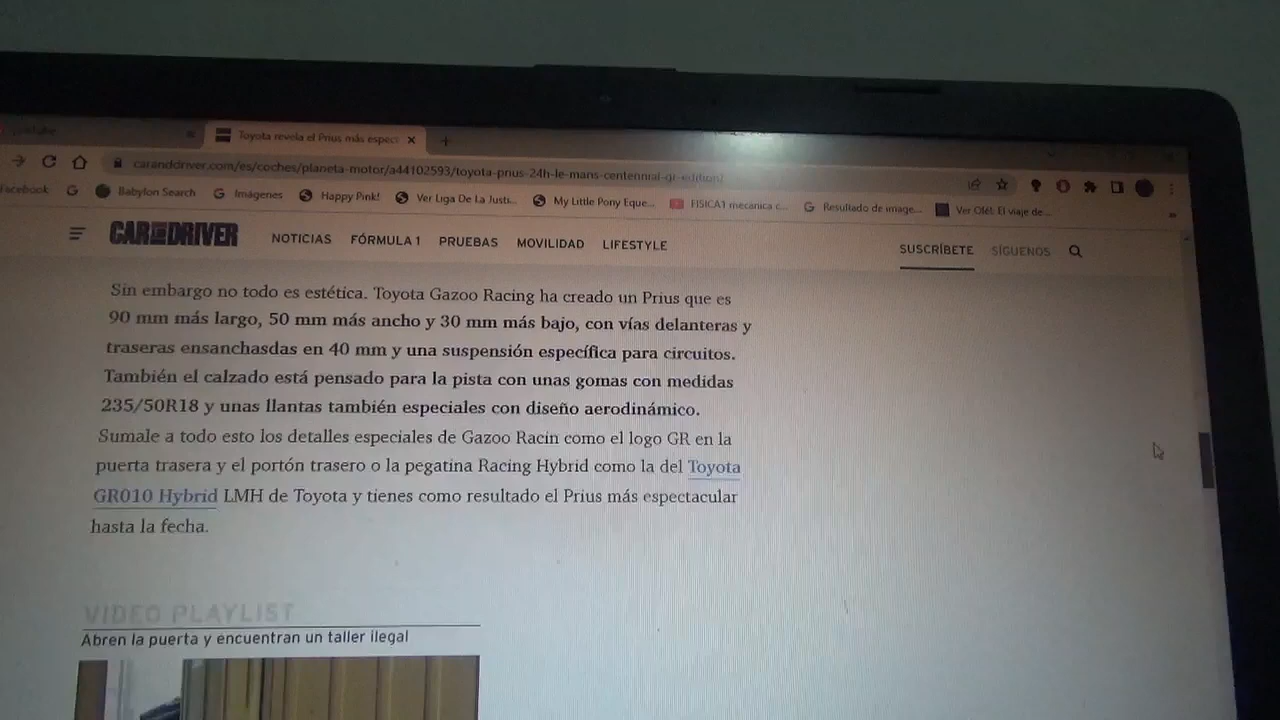 Toyota revela el Prius más espec
caranddriver.com/es/coches/planeta-motor/a44102593/toyota-prius-24h-le-mans-centennial-gr-edition/
Facebook Babylon Search Imágenes Happy Pink! Ver Liga De La Justi... My Little Pony Eque... FISICA1 mecanica c... Resultado de image... Ver Olé!: El viaje de...
CAR AND DRIVER NOTICIAS FÓRMULA 1 PRUEBAS MOVILIDAD LIFESTYLE SUSCRÍBETE SÍGUENOS
Sin embargo no todo es estética. Toyota Gazoo Racing ha creado un Prius que es
90 mm más largo, 50 mm más ancho y 30 mm más bajo, con vías delanteras y
traseras ensanchasdas en 40 mm y una suspensión específica para circuitos.
También el calzado está pensado para la pista con unas gomas con medidas
235/50R18 y unas llantas también especiales con diseño aerodinámico.
Sumale a todo esto los detalles especiales de Gazoo Racin como el logo GR en la
puerta trasera y el portón trasero o la pegatina Racing Hybrid como la del Toyota
GR010 Hybrid LMH de Toyota y tienes como resultado el Prius más espectacular
hasta la fecha.
VIDEO PLAYLIST
Abren la puerta y encuentran un taller ilegal